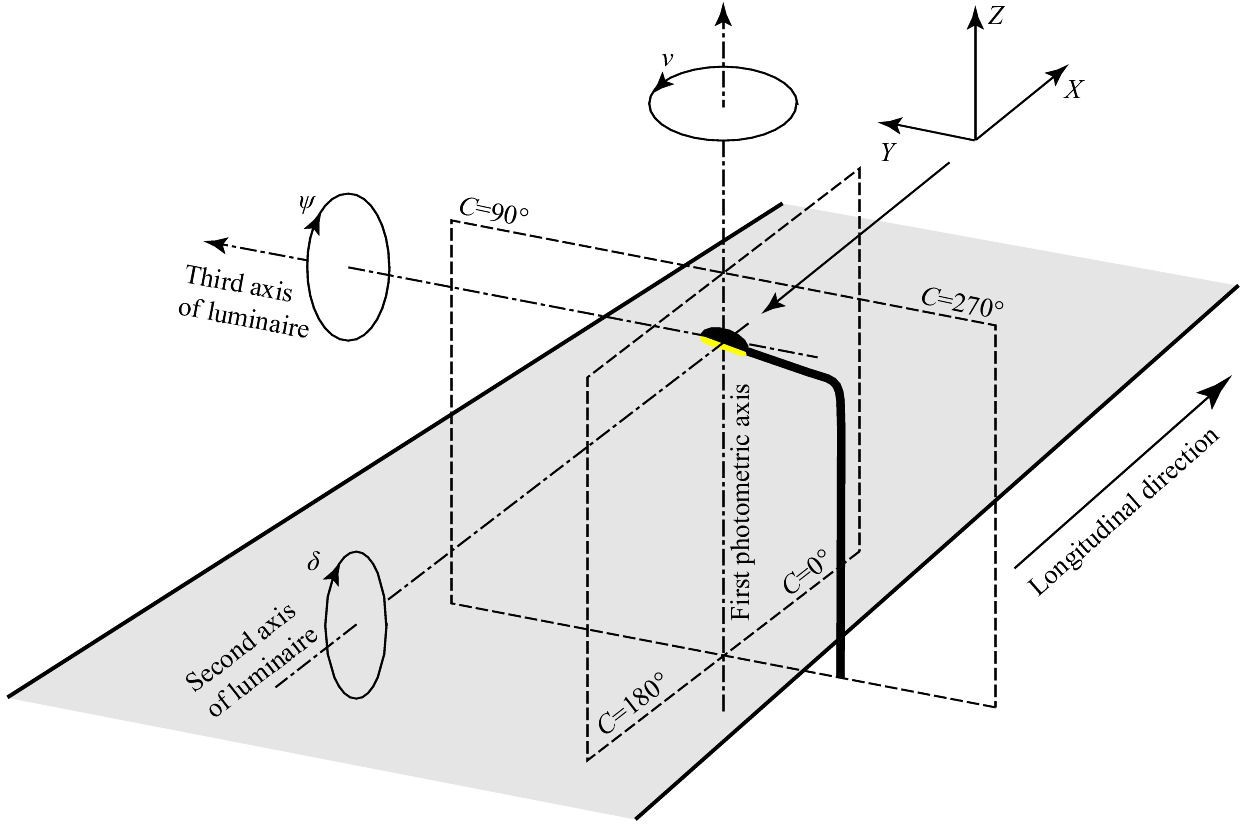 Z
ν
X
Y
ψ
C=90°
Third axis
of luminaire
C=270°
First photometric axis
Longitudinal direction
δ
C=0°
Second axis
of luminaire
C=180°